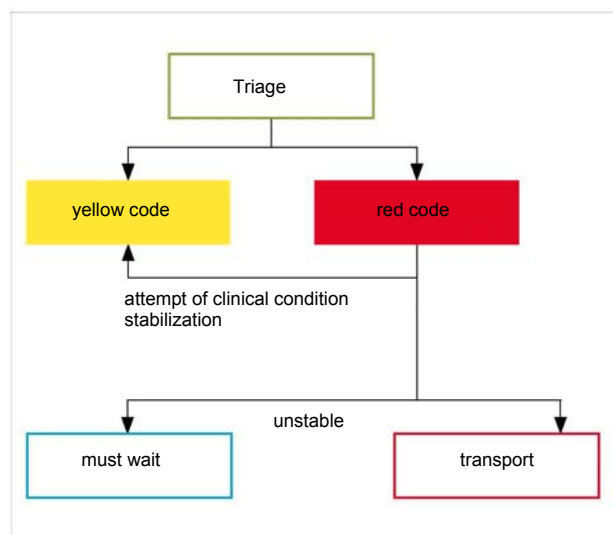 Triage
yellow code
red code
attempt of clinical condition
stabilization
unstable
must wait
transport